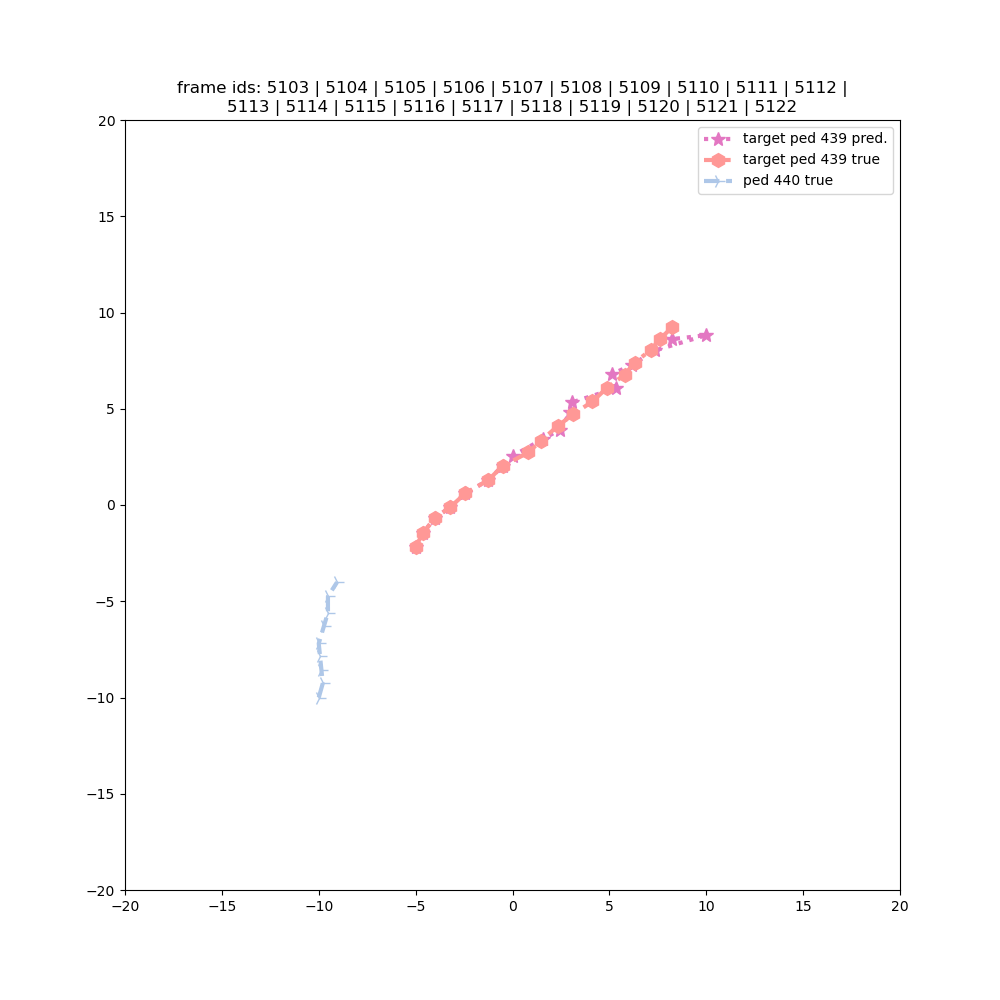 frame ids: 5103 | 5104 | 5105 | 5106 | 5107 | 5108 | 5109 | 5110 | 5111 | 5112 |
5113 | 5114 | 5115 | 5116 | 5117 | 5118 | 5119 | 5120 | 5121 | 5122
target ped 439 pred.
target ped 439 true
ped 440 true
20
15
10
5
0
−5
−10
−15
−20
−20 −15 −10 −5 0 5 10 15 20